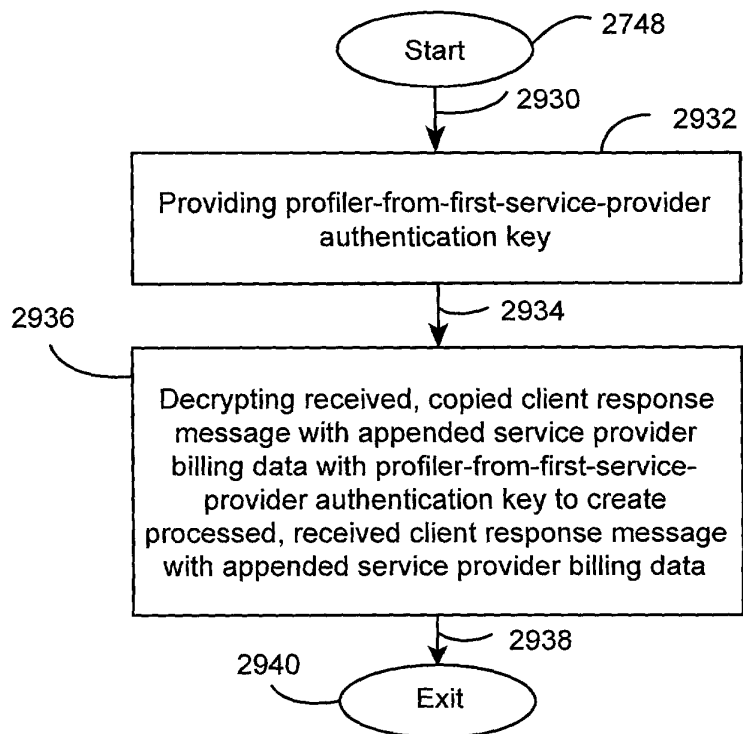 Start
2748
2930
2932
Providing profiler-from-first-service-provider
authentication key
2934
2936
Decrypting received, copied client response
message with appended service provider
billing data with profiler-from-first-service-
provider authentication key to create
processed, received client response message
with appended service provider billing data
2938
2940
Exit